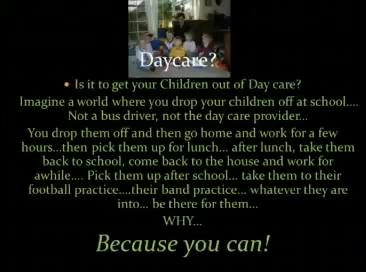 Daycare?
• Is it to get your Children out of Day care?
Imagine a world where you drop your children off at school....
Not a bus driver, not the day care provider...
You drop them off and then go home and work for a few
hours...then pick them up for lunch... after lunch, take them
back to school, come back to the house and work for
awhile.... Pick them up after school... take them to their
football practice....their band practice... whatever they are
into... be there for them...
WHY...
Because you can!